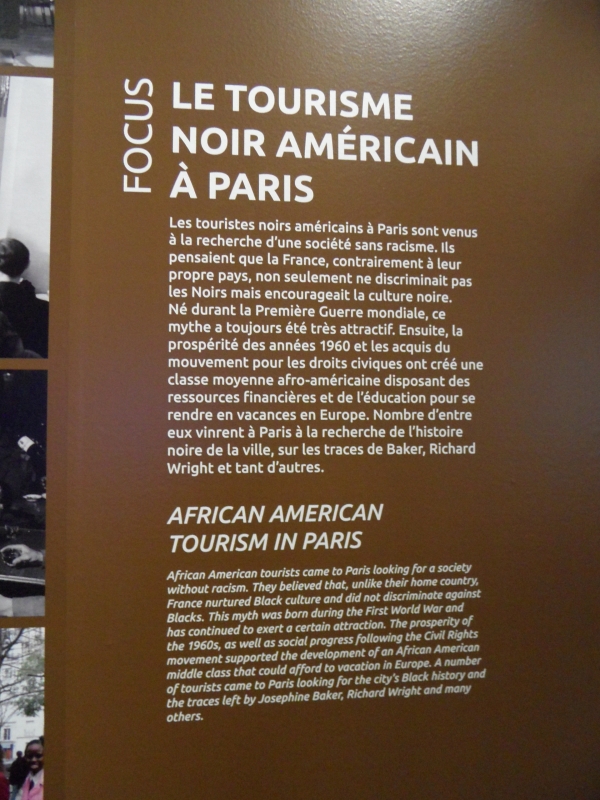 FOCUS
LE TOURISME
NOIR AMÉRICAIN
À PARIS
Les touristes noirs américains à Paris sont venus
à la recherche d'une société sans racisme. Ils
pensaient que la France, contrairement à leur
propre pays, non seulement ne discriminait pas
les Noirs mais encourageait la culture noire.
Né durant la Première Guerre mondiale, ce
mythe a toujours été très attractif. Ensuite, la
prospérité des années 1960 et les acquis du
mouvement pour les droits civiques ont créé une
classe moyenne afro-américaine disposant des
ressources financières et de l'éducation pour se
rendre en vacances en Europe. Nombre d'entre
eux vinrent à Paris à la recherche de l'histoire
noire de la ville, sur les traces de Baker, Richard
Wright et tant d'autres.
AFRICAN AMERICAN
TOURISM IN PARIS
African American tourists came to Paris looking for a society
without racism. They believed that, unlike their home country,
France nurtured Black culture and did not discriminate against
Blacks. This myth was born during the First World War and
has continued to exert a certain attraction. The prosperity of
the 1960s, as well as social progress following the Civil Rights
movement supported the development of an African American
middle class that could afford to vacation in Europe. A number
of tourists came to Paris looking for the city's Black history and
the traces left by Josephine Baker, Richard Wright and many
others.